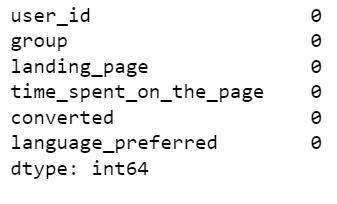 user_id 0
group 0
landing_page 0
time_spent_on_the_page 0
converted 0
language_preferred 0
dtype: int64